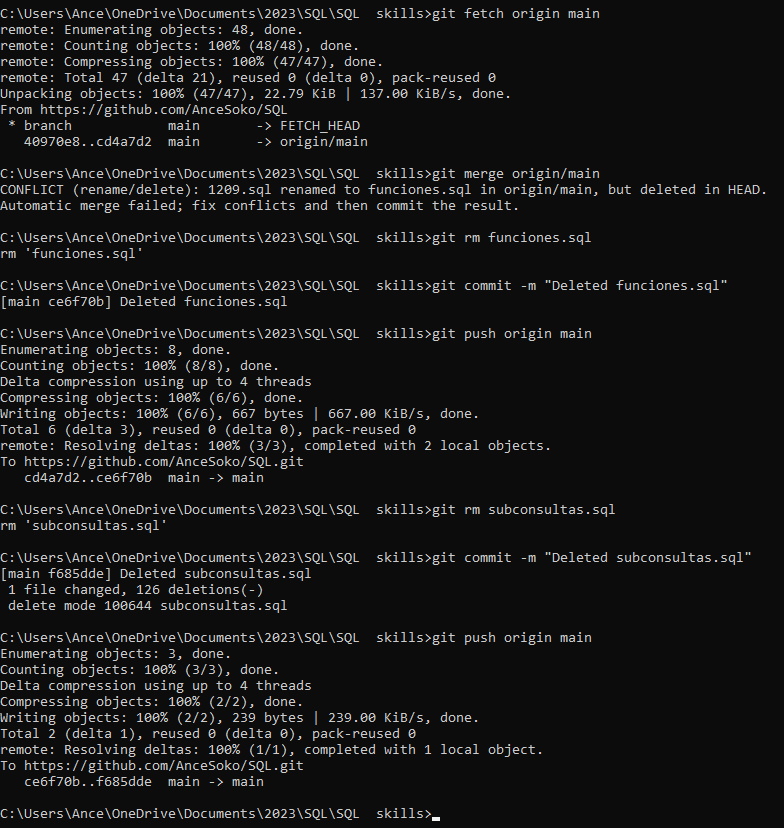 C:\Users\Ance\OneDrive\Documents\2023\SQL\SQL  skills>git fetch origin main
remote: Enumerating objects: 48, done.
remote: Counting objects: 100% (48/48), done.
remote: Compressing objects: 100% (47/47), done.
remote: Total 47 (delta 21), reused 0 (delta 0), pack-reused 0
Unpacking objects: 100% (47/47), 22.79 KiB | 137.00 KiB/s, done.
From https://github.com/AnceSoko/SQL
 * branch            main       -> FETCH_HEAD
   40970e8..cd4a7d2  main       -> origin/main
C:\Users\Ance\OneDrive\Documents\2023\SQL\SQL  skills>git merge origin/main
CONFLICT (rename/delete): 1209.sql renamed to funciones.sql in origin/main, but deleted in HEAD.
Automatic merge failed; fix conflicts and then commit the result.
C:\Users\Ance\OneDrive\Documents\2023\SQL\SQL  skills>git rm funciones.sql
rm 'funciones.sql'
C:\Users\Ance\OneDrive\Documents\2023\SQL\SQL  skills>git commit -m "Deleted funciones.sql"
[main ce6f70b] Deleted funciones.sql
C:\Users\Ance\OneDrive\Documents\2023\SQL\SQL  skills>git push origin main
Enumerating objects: 8, done.
Counting objects: 100% (8/8), done.
Delta compression using up to 4 threads
Compressing objects: 100% (6/6), done.
Writing objects: 100% (6/6), 667 bytes | 667.00 KiB/s, done.
Total 6 (delta 3), reused 0 (delta 0), pack-reused 0
remote: Resolving deltas: 100% (3/3), completed with 2 local objects.
To https://github.com/AnceSoko/SQL.git
   cd4a7d2..ce6f70b  main -> main
C:\Users\Ance\OneDrive\Documents\2023\SQL\SQL  skills>git rm subconsultas.sql
rm 'subconsultas.sql'
C:\Users\Ance\OneDrive\Documents\2023\SQL\SQL  skills>git commit -m "Deleted subconsultas.sql"
[main f685dde] Deleted subconsultas.sql
 1 file changed, 126 deletions(-)
 delete mode 100644 subconsultas.sql
C:\Users\Ance\OneDrive\Documents\2023\SQL\SQL  skills>git push origin main
Enumerating objects: 3, done.
Counting objects: 100% (3/3), done.
Delta compression using up to 4 threads
Compressing objects: 100% (2/2), done.
Writing objects: 100% (2/2), 239 bytes | 239.00 KiB/s, done.
Total 2 (delta 1), reused 0 (delta 0), pack-reused 0
remote: Resolving deltas: 100% (1/1), completed with 1 local object.
To https://github.com/AnceSoko/SQL.git
   ce6f70b..f685dde  main -> main
C:\Users\Ance\OneDrive\Documents\2023\SQL\SQL  skills>